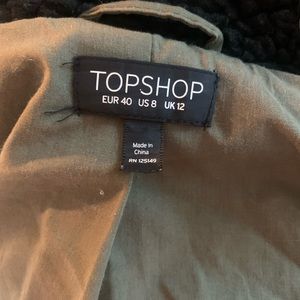 TOPSHOP
EUR 40 US 8 UK 12
Made in
China
RN 125149